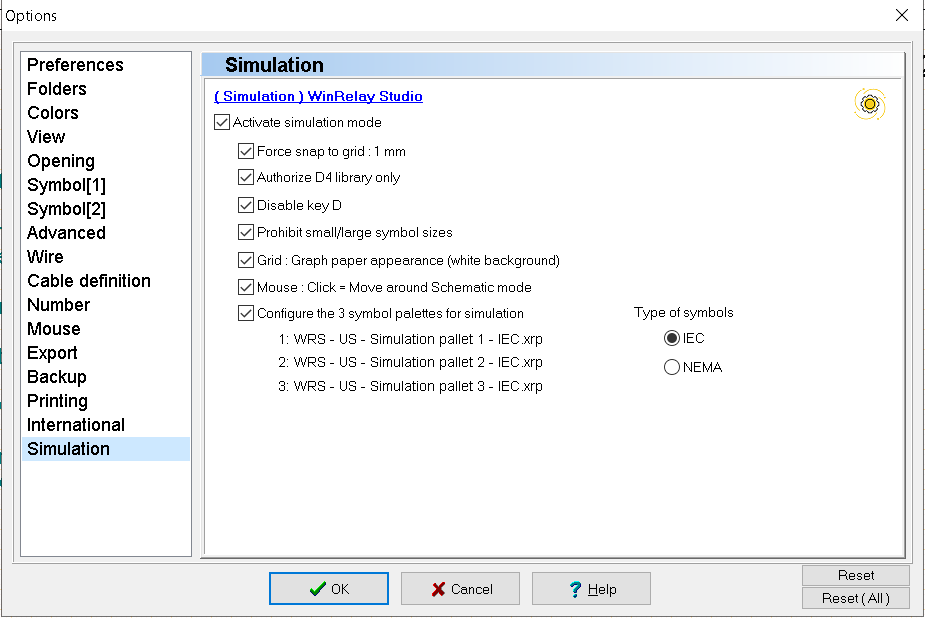 Options
Preferences
Folders
Colors
View
Opening
Symbol[1]
Symbol[2]
Advanced
Wire
Cable definition
Number
Mouse
Export
Backup
Printing
International
Simulation
Simulation
( Simulation ) WinRelay Studio
Activate simulation mode
Force snap to grid : 1 mm
Authorize D4 library only
Disable key D
Prohibit small/large symbol sizes
Grid : Graph paper appearance (white background)
Mouse : Click = Move around Schematic mode
Configure the 3 symbol palettes for simulation
1: WRS - US - Simulation pallet 1 - IEC.xrp
2: WRS - US - Simulation pallet 2 - IEC.xrp
3: WRS - US - Simulation pallet 3 - IEC.xrp
Type of symbols
IEC
NEMA
OK
Cancel
? Help
Reset
Reset ( All )